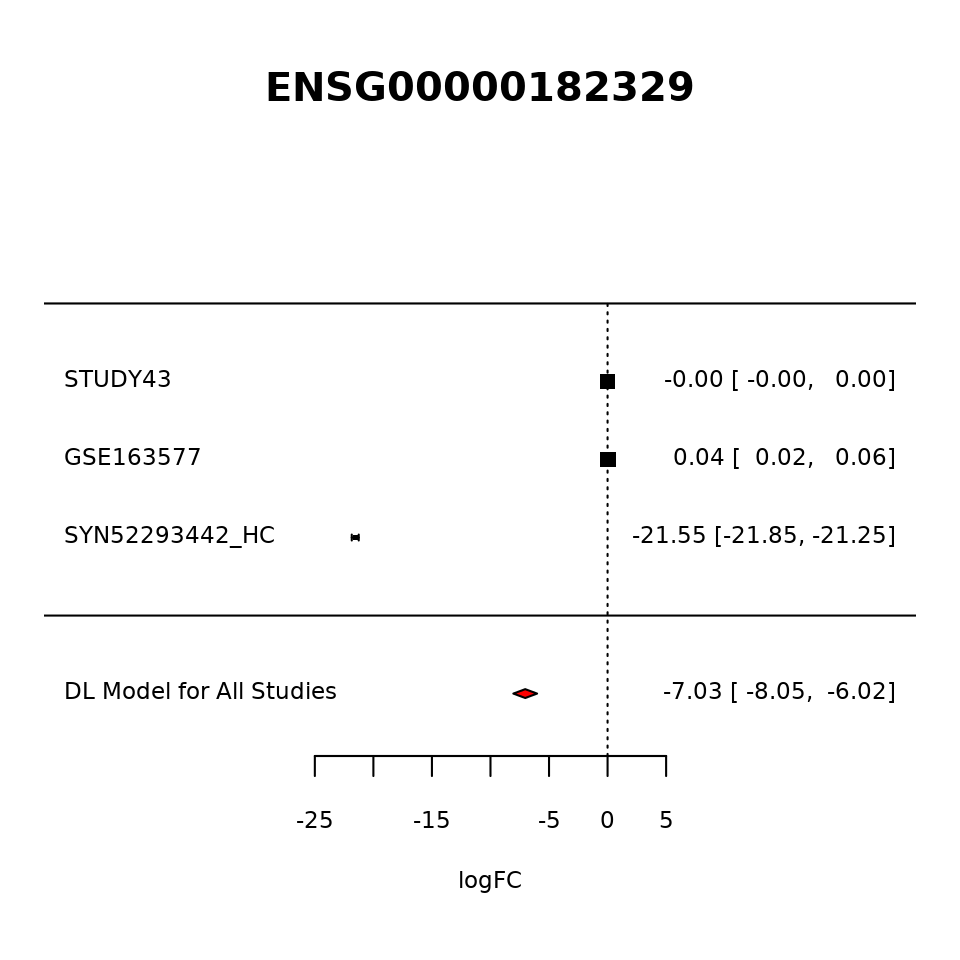 ENSG00000182329
STUDY43 -0.00 [ -0.00, 0.00]
GSE163577 0.04 [ 0.02, 0.06]
SYN52293442_HC -21.55 [-21.85, -21.25]
DL Model for All Studies -7.03 [ -8.05, -6.02]
-25 -15 -5 0 5
logFC